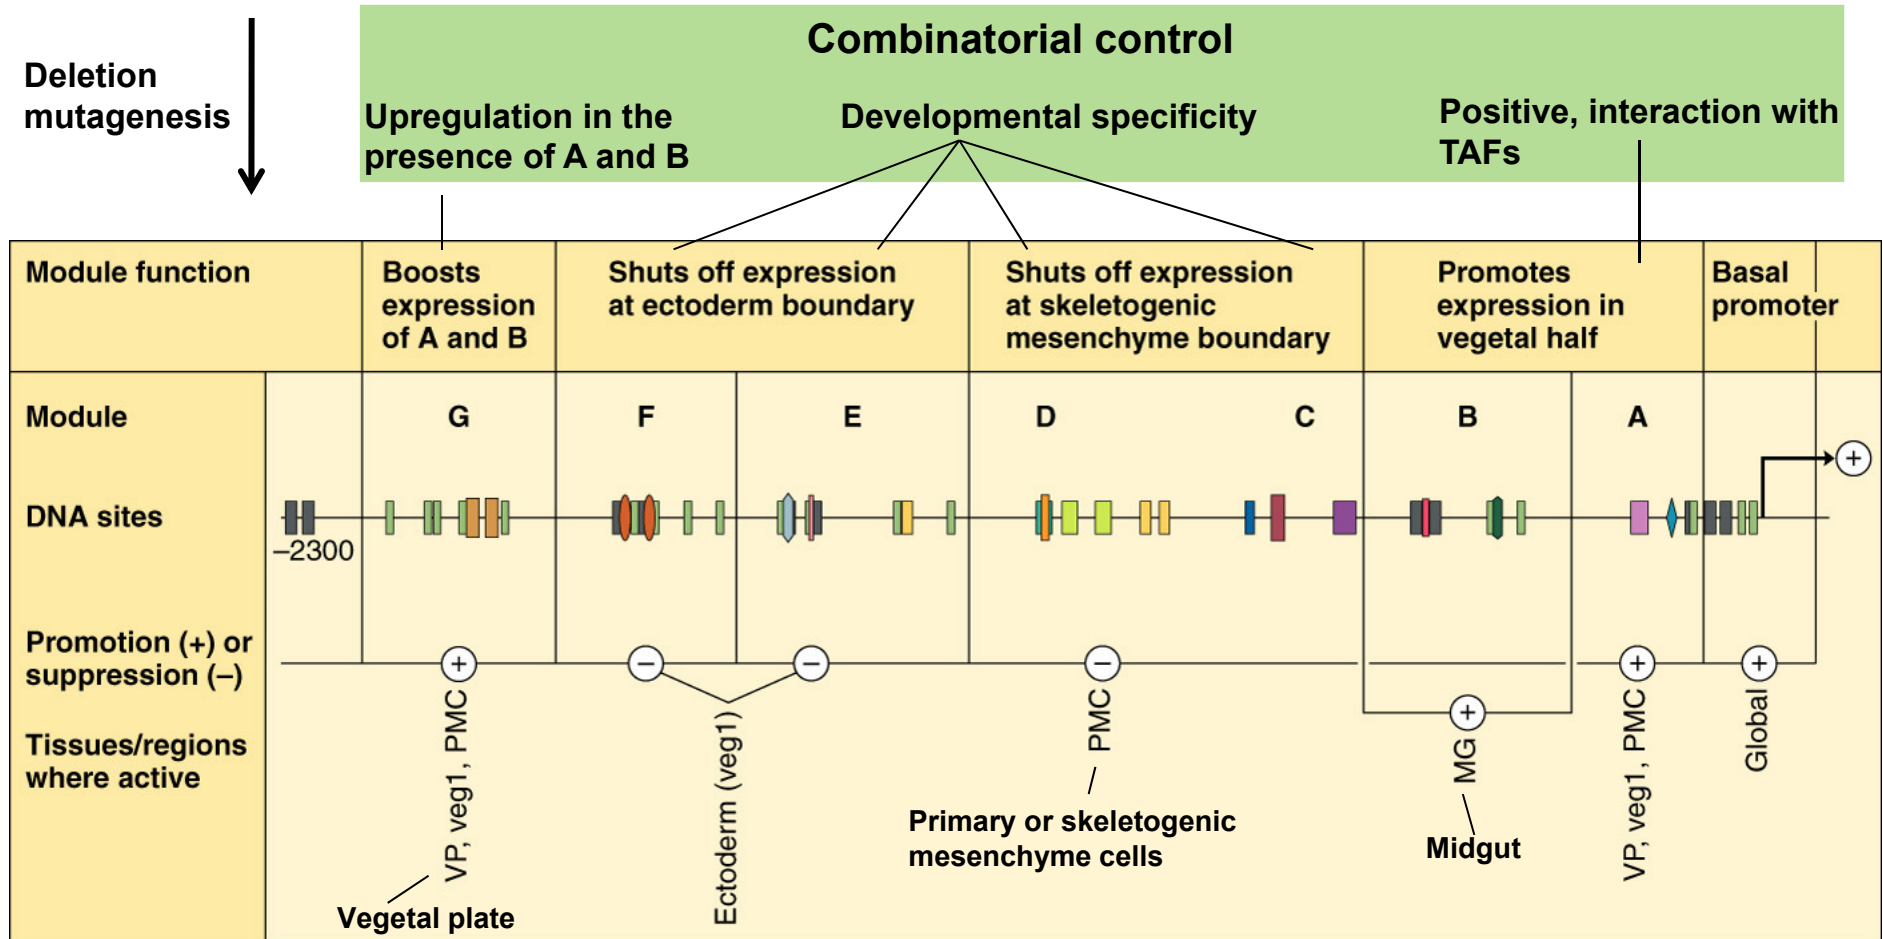 Combinatorial control
Deletion
mutagenesis
Upregulation in the
presence of A and B
Developmental specificity
Positive, interaction with
TAFs
Module function
Boosts
expression
of A and B
Shuts off expression
at ectoderm boundary
Shuts off expression
at skeletogenic
mesenchyme boundary
Promotes
expression in
vegetal half
Basal
promoter
Module
G
F
E
D
C
B
A
DNA sites
–2300
+
Promotion (+) or
suppression (–)
+
–
–
–
+
+
+
Tissues/regions
where active
VP, veg1, PMC
Ectoderm (veg1)
PMC
MG
VP, veg1, PMC
Global
Vegetal plate
Primary or skeletogenic
mesenchyme cells
Midgut